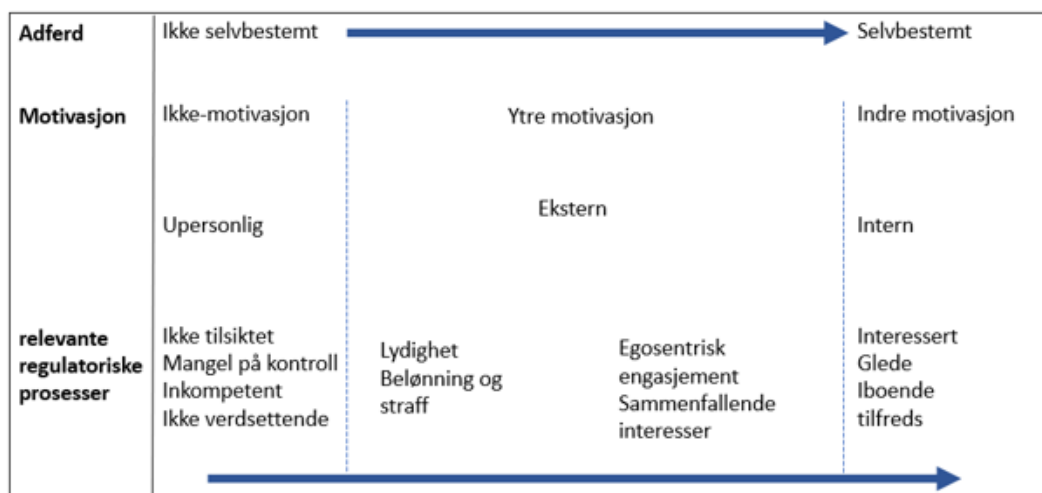 Adferd
Ikke selvbestemt
Selvbestemt
Motivasjon
Ikke-motivasjon
Ytre motivasjon
Indre motivasjon
Upersonlig
Ekstern
Intern
relevante
regulatoriske
prosesser
Ikke tilsiktet
Mangel på kontroll
Inkompetent
Ikke verdsettende
Lydighet
Belønning og
straff
Egosentrisk
engasjement
Sammenfallende
interesser
Interessert
Glede
Iboende
tilfreds